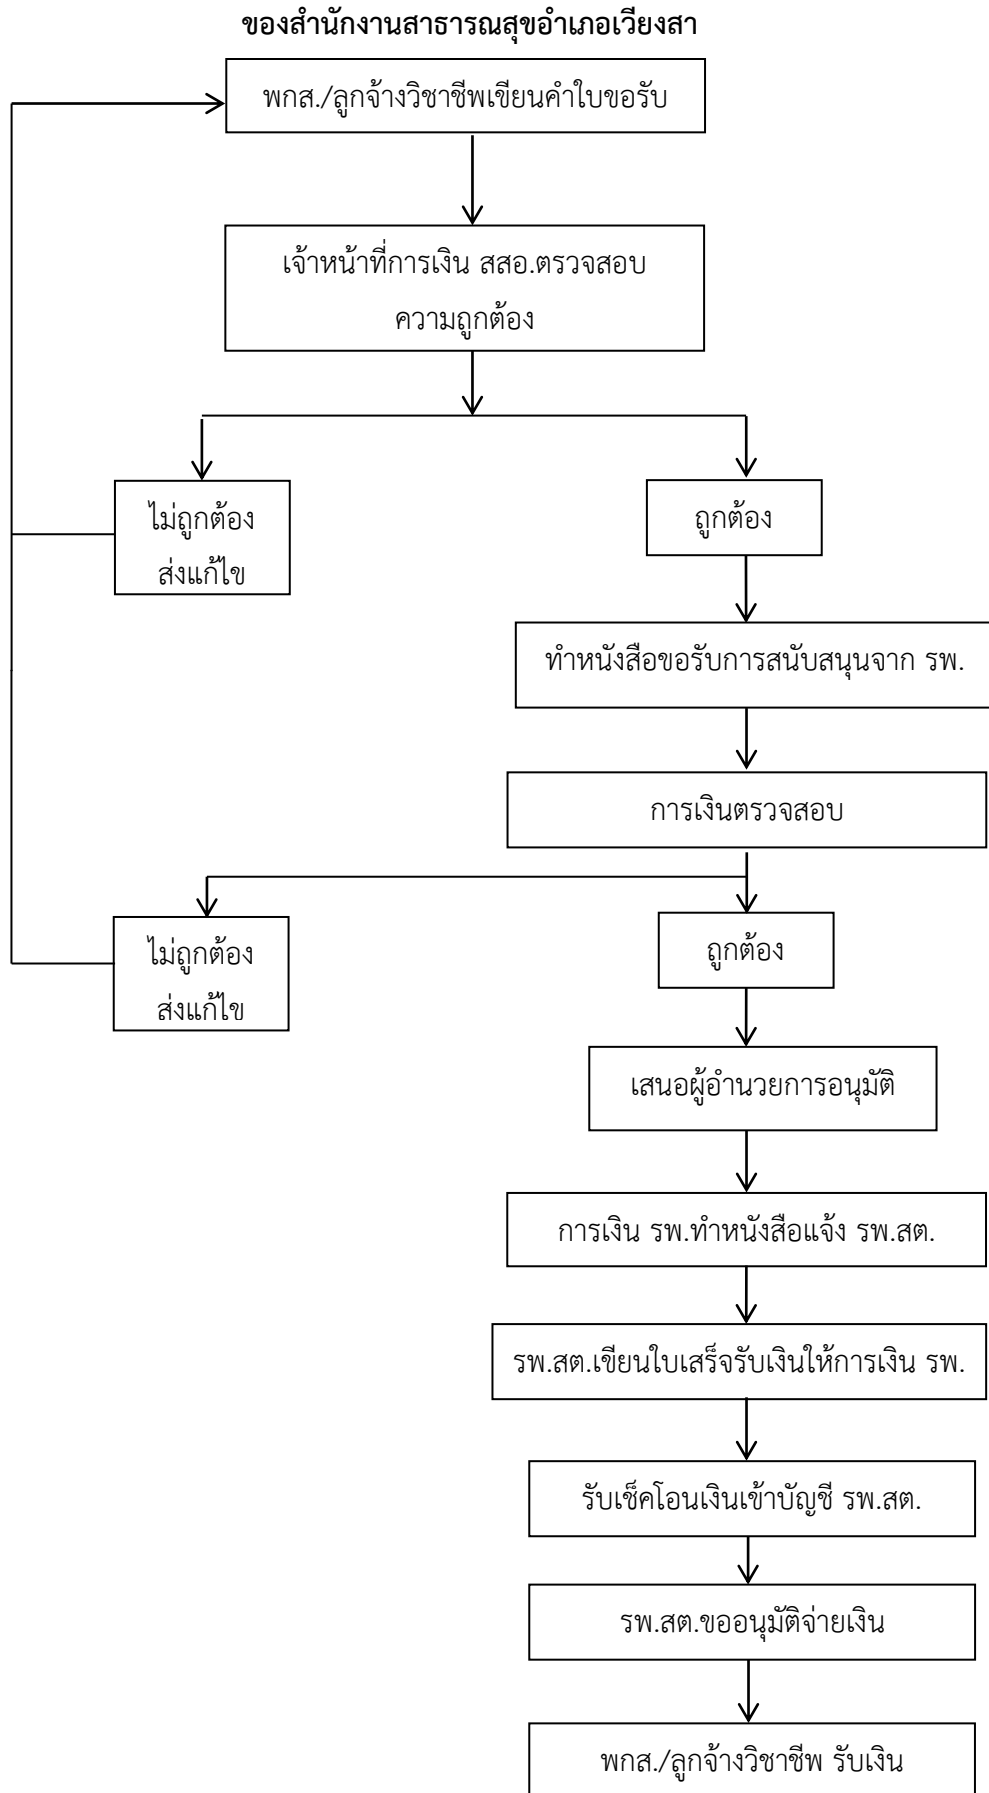 ของสำนักงานสาธารณสุขอำเภอเวียงสา
พกส./ลูกจ้างวิชาชีพเขียนคำใบขอรับ
เจ้าหน้าที่การเงิน สสอ.ตรวจสอบ
ความถูกต้อง
ไม่ถูกต้อง
ส่งแก้ไข
ถูกต้อง
ทำหนังสือขอรับการสนับสนุนจาก รพ.
การเงินตรวจสอบ
ไม่ถูกต้อง
ส่งแก้ไข
ถูกต้อง
เสนอผู้อำนวยการอนุมัติ
การเงิน รพ.ทำหนังสือแจ้ง รพ.สต.
รพ.สต.เขียนใบเสร็จรับเงินให้การเงิน รพ.
รับเช็คโอนเงินเข้าบัญชี รพ.สต.
รพ.สต.ขออนุมัติจ่ายเงิน
พกส./ลูกจ้างวิชาชีพ รับเงิน